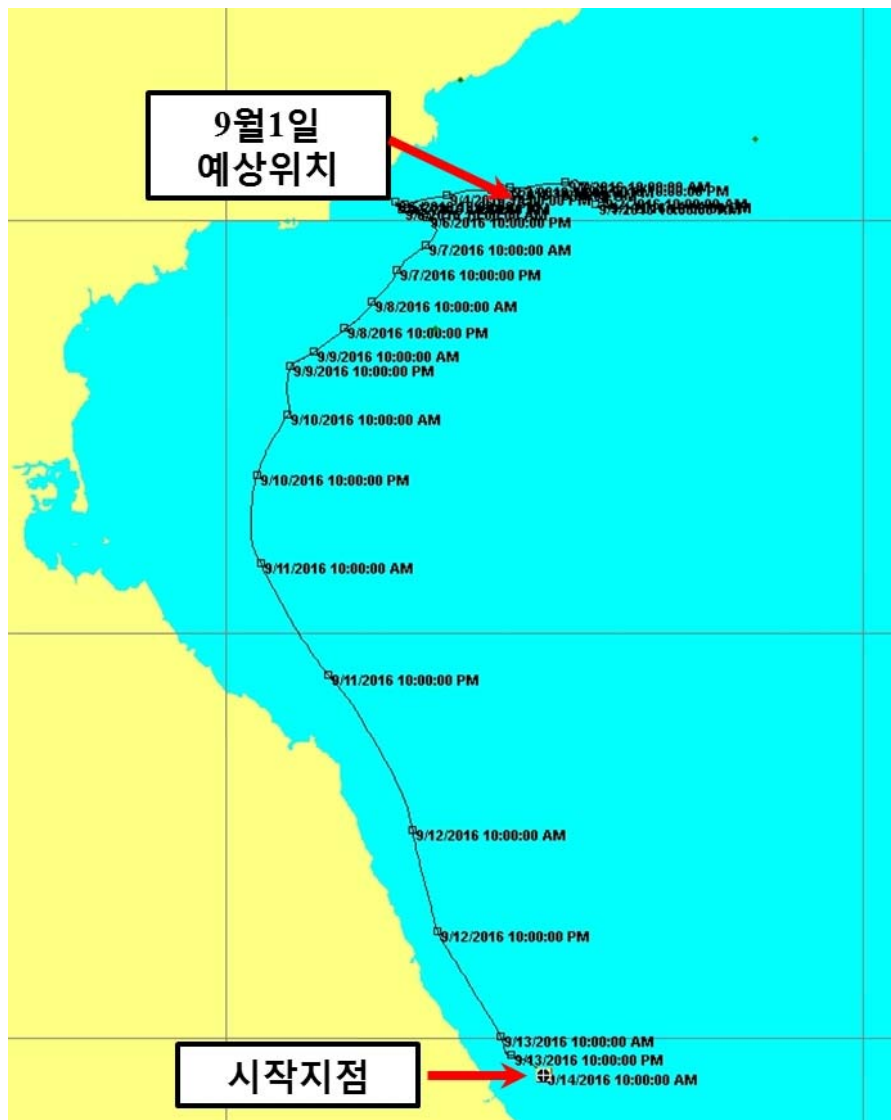 9월1일
예상위치
9/6/2016 10:00:00 PM
9/7/2016 10:00:00 AM
9/7/2016 10:00:00 PM
9/8/2016 10:00:00 AM
9/8/2016 10:00:00 PM
9/9/2016 10:00:00 AM
9/9/2016 10:00:00 PM
9/10/2016 10:00:00 AM
9/10/2016 10:00:00 PM
9/11/2016 10:00:00 AM
9/11/2016 10:00:00 PM
9/12/2016 10:00:00 AM
9/12/2016 10:00:00 PM
9/13/2016 10:00:00 AM
9/13/2016 10:00:00 PM
시작지점
9/14/2016 10:00:00 AM